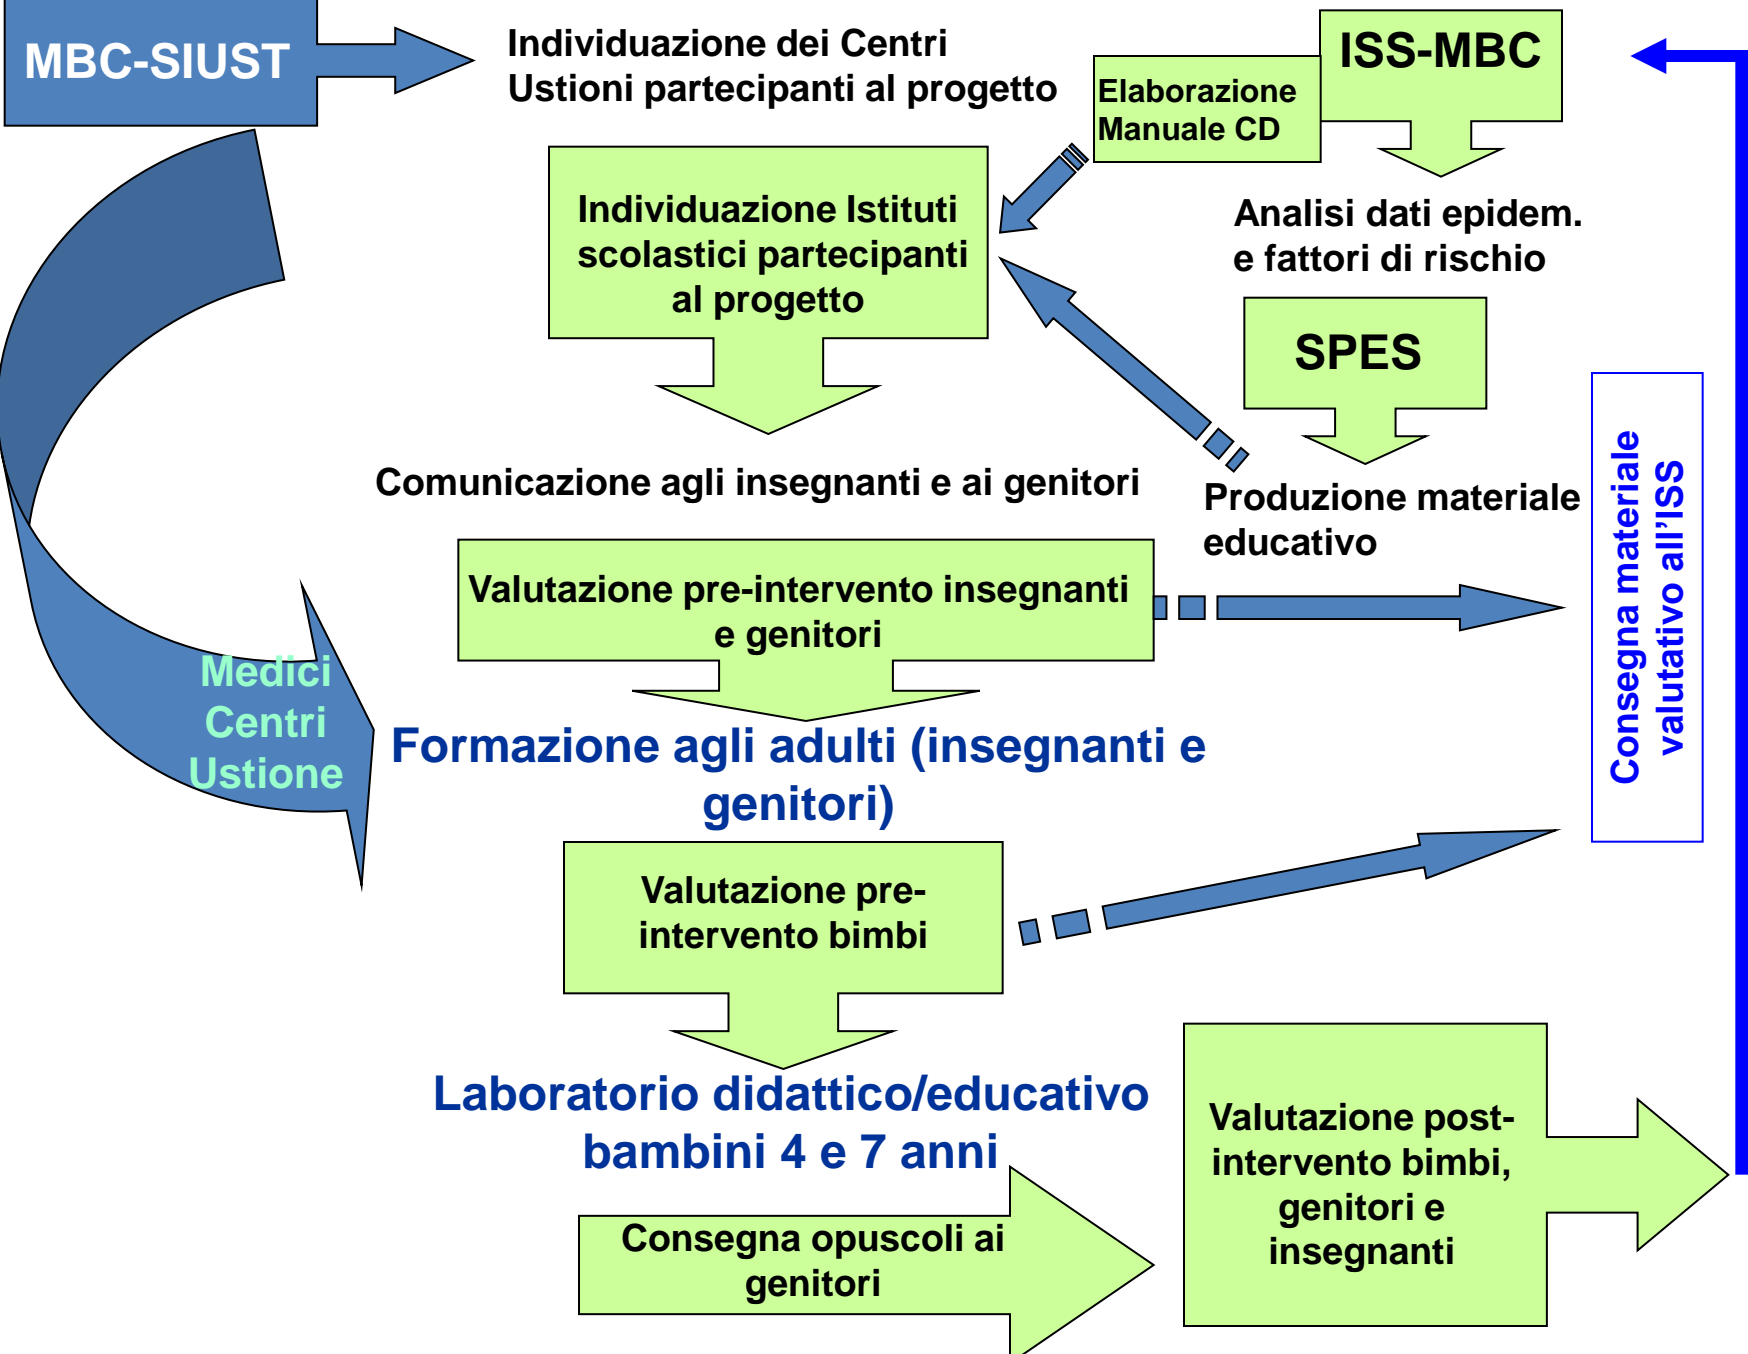 MBC-SIUST
Individuazione dei Centri
Ustioni partecipanti al progetto
ISS-MBC
Elaborazione
Manuale CD
Individuazione Istituti
scolastici partecipanti
al progetto
Analisi dati epidem.
e fattori di rischio
SPES
Comunicazione agli insegnanti e ai genitori
Produzione materiale
educativo
Valutazione pre-intervento insegnanti
e genitori
Consegna materiale
valutativo all’ISS
Medici
Centri
Ustione
Formazione agli adulti (insegnanti e
genitori)
Valutazione pre-
intervento bimbi
Laboratorio didattico/educativo
bambini 4 e 7 anni
Consegna opuscoli ai
genitori
Valutazione post-
intervento bimbi,
genitori e
insegnanti